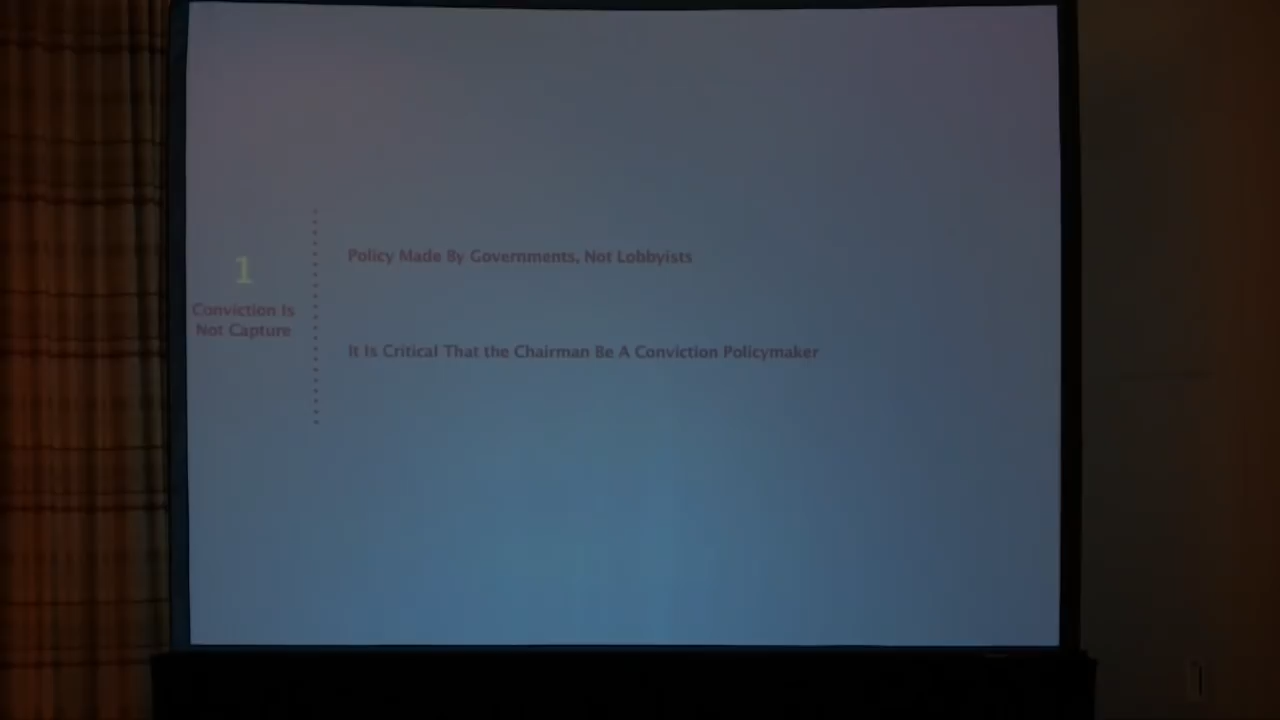 1
Conviction Is
Not Capture
Policy Made By Governments, Not Lobbyists
It Is Critical That the Chairman Be A Conviction Policymaker